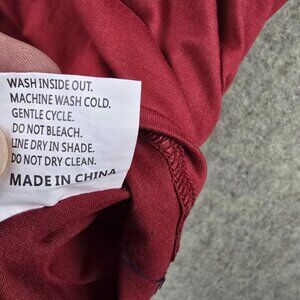 WASH INSIDE OUT.
MACHINE WASH COLD.
GENTLE CYCLE.
DO NOT BLEACH.
LINE DRY IN SHADE.
DO NOT DRY CLEAN.
MADE IN CHINA